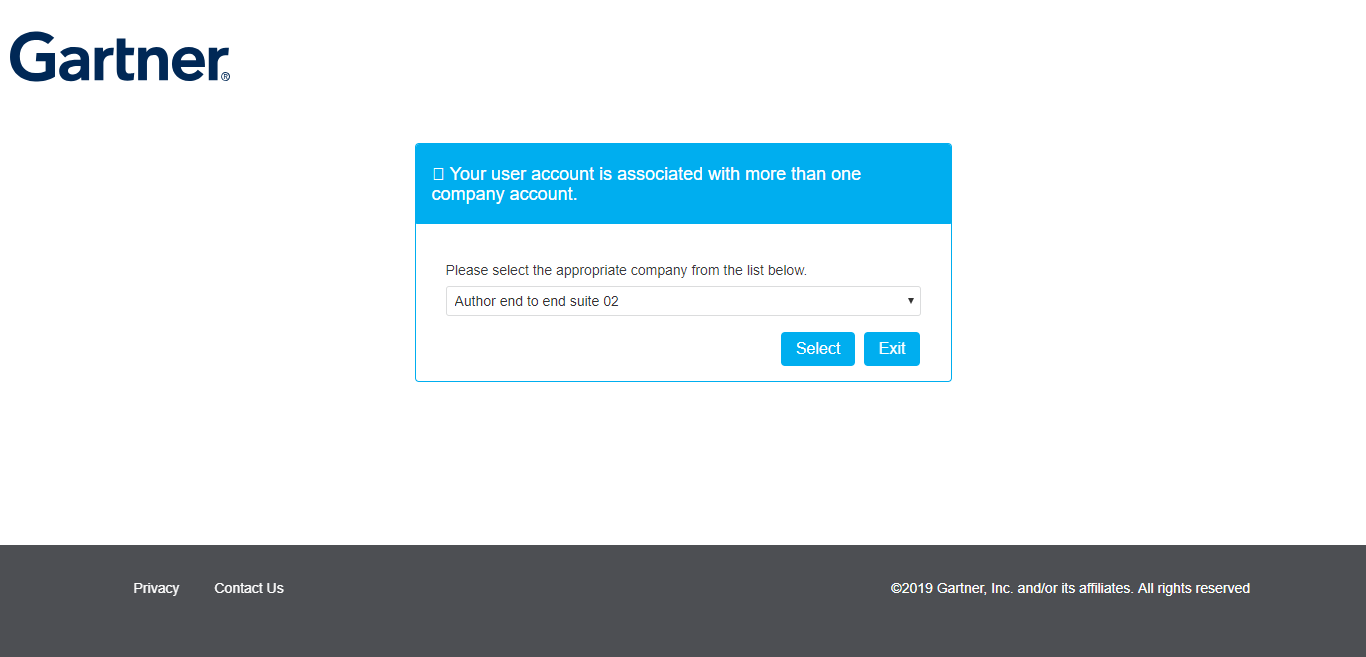 Gartner®
Your user account is associated with more than one
company account.
Please select the appropriate company from the list below.
Author end to end suite 02
Select Exit
Privacy Contact Us ©2019 Gartner, Inc. and/or its affiliates. All rights reserved